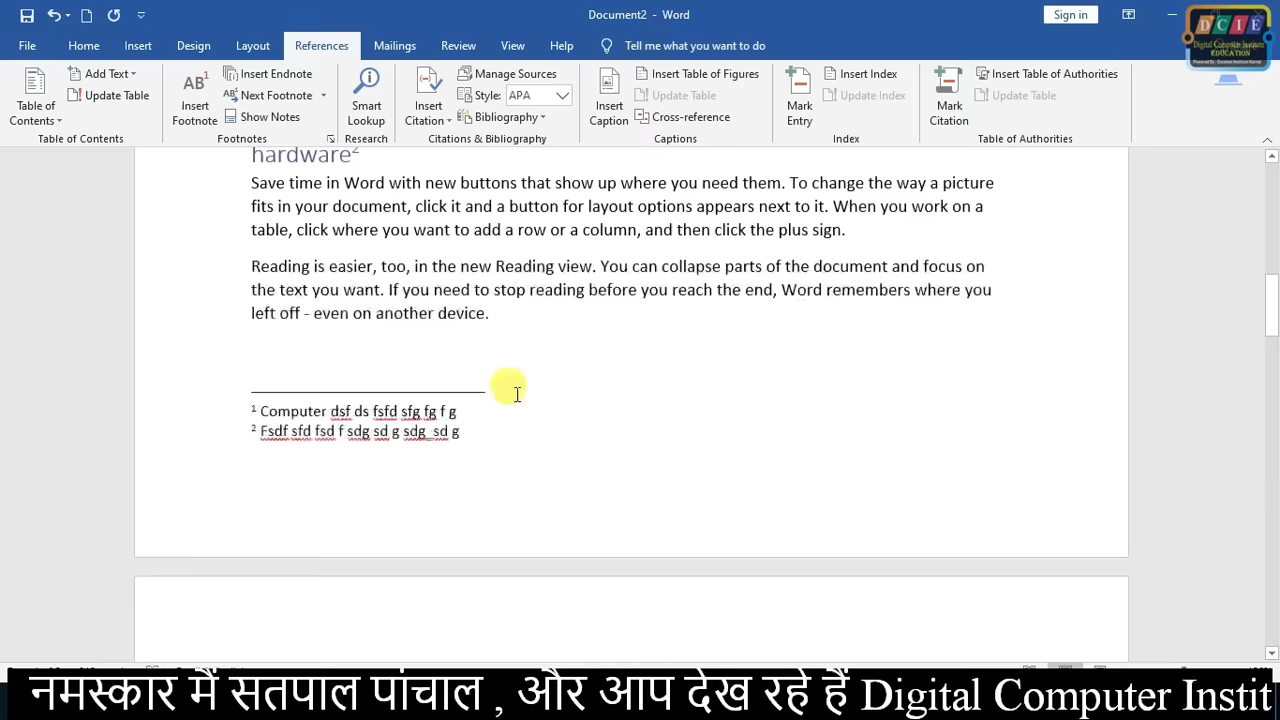 Document2 - Word
Sign in
D C I E
Digital Computer Institute
EDUCATION
File Home Insert Design Layout References Mailings Review View Help Tell me what you want to do
Table of Contents
Add Text
Update Table
Table of Contents
AB1
Insert Footnote
Insert Endnote
Next Footnote
Show Notes
Footnotes
Smart Lookup
Research
Insert Citation
Manage Sources
Style: APA
Bibliography
Citations & Bibliography
Insert Caption
Insert Table of Figures
Update Table
Cross-reference
Captions
Mark Entry
Insert Index
Update Index
Index
Mark Citation
Insert Table of Authorities
Update Table
Table of Authorities
hardware2
Save time in Word with new buttons that show up where you need them. To change the way a picture
fits in your document, click it and a button for layout options appears next to it. When you work on a
table, click where you want to add a row or a column, and then click the plus sign.
Reading is easier, too, in the new Reading view. You can collapse parts of the document and focus on
the text you want. If you need to stop reading before you reach the end, Word remembers where you
left off - even on another device.
1 Computer dsf ds fsfd sfg fg f g
2 Fsdf sfd fsd f sdg sd g sdg sd g
नमस्कार मैं सतपाल पांचाल , और आप देख रहे हैं Digital Computer Instit